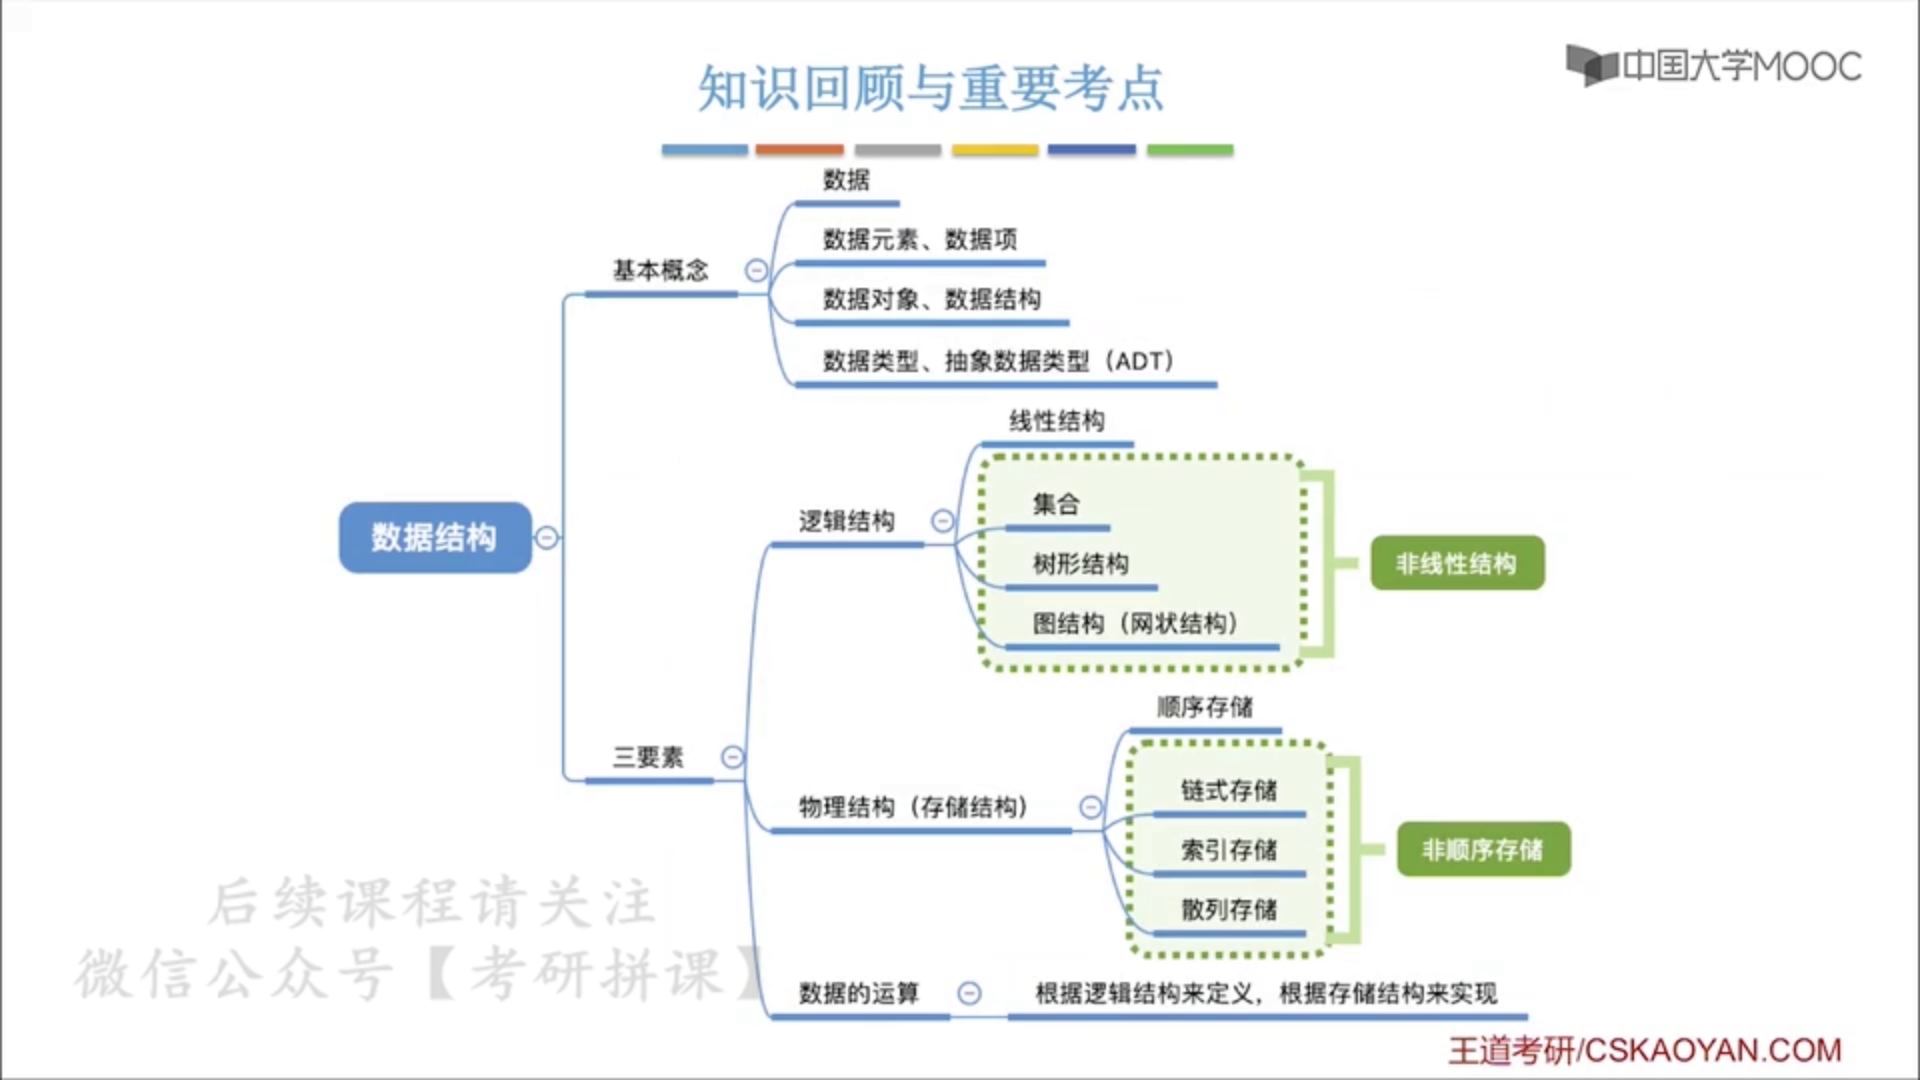 中国大学MOOC
知识回顾与重要考点
数据
数据元素、数据项
基本概念
数据对象、数据结构
数据类型、抽象数据类型（ADT）
线性结构
集合
逻辑结构
数据结构
树形结构
非线性结构
图结构（网状结构）
顺序存储
三要素
链式存储
物理结构（存储结构）
索引存储
非顺序存储
散列存储
后续课程请关注
微信公众号【考研拼课】
数据的运算
根据逻辑结构来定义，根据存储结构来实现
王道考研/CSKAOYAN.COM